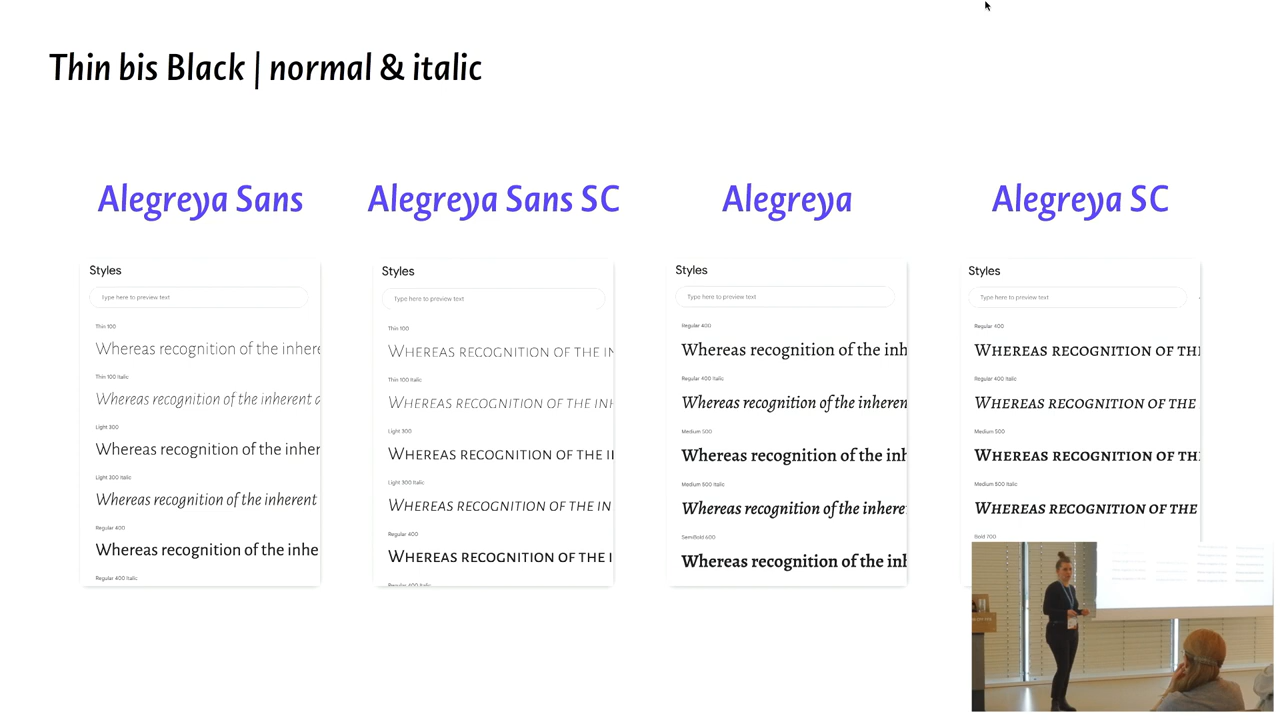 Thin bis Black | normal & italic
Alegreya Sans
Styles
Type here to preview text
Thin 100
Whereas recognition of the inhere
Thin 100 Italic
Whereas recognition of the inherent
Light 300
Whereas recognition of the inher
Light 300 Italic
Whereas recognition of the inherent
Regular 400
Whereas recognition of the inhe
Regular 400 Italic
Alegreya Sans SC
Styles
Type here to preview text
Thin 100
Whereas recognition of the in
Thin 100 Italic
Whereas recognition of the inh
Light 300
Whereas recognition of the i
Light 300 Italic
Whereas recognition of the in
Regular 400
Whereas recognition of the i
Regular 400 Italic
Alegreya
Styles
Type here to preview text
Regular 400
Whereas recognition of the inh
Regular 400 Italic
Whereas recognition of the inheren
Medium 500
Whereas recognition of the inh
Medium 500 Italic
Whereas recognition of the inhere
SemiBold 600
Whereas recognition of the inh
Alegreya SC
Styles
Type here to preview text
Regular 400
Whereas recognition of th
Regular 400 Italic
Whereas recognition of the
Medium 500
Whereas recognition of th
Medium 500 Italic
Whereas recognition of the
Bold 700